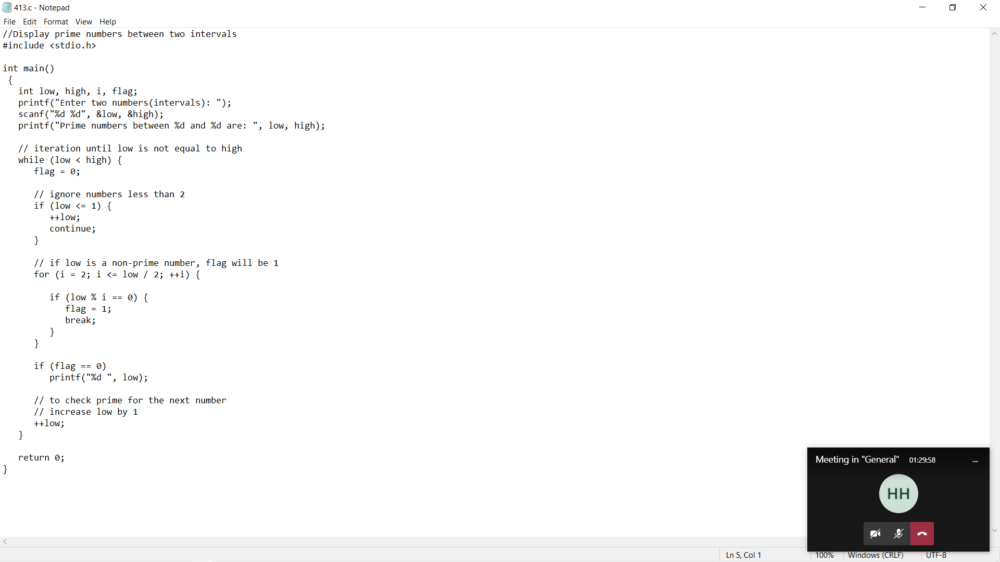 413.c - Notepad
File Edit Format View Help
//Display prime numbers between two intervals
#include <stdio.h>

int main()
 {
   int low, high, i, flag;
   printf("Enter two numbers(intervals): ");
   scanf("%d %d", &low, &high);
   printf("Prime numbers between %d and %d are: ", low, high);

   // iteration until low is not equal to high
   while (low < high) {
      flag = 0;

      // ignore numbers less than 2
      if (low <= 1) {
         ++low;
         continue;
      }

      // if low is a non-prime number, flag will be 1
      for (i = 2; i <= low / 2; ++i) {

         if (low % i == 0) {
            flag = 1;
            break;
         }
      }

      if (flag == 0)
         printf("%d ", low);

      // to check prime for the next number
      // increase low by 1
      ++low;
   }

   return 0;
}
Meeting in "General" 01:29:58
HH
Ln 5, Col 1 100% Windows (CRLF) UTF-8